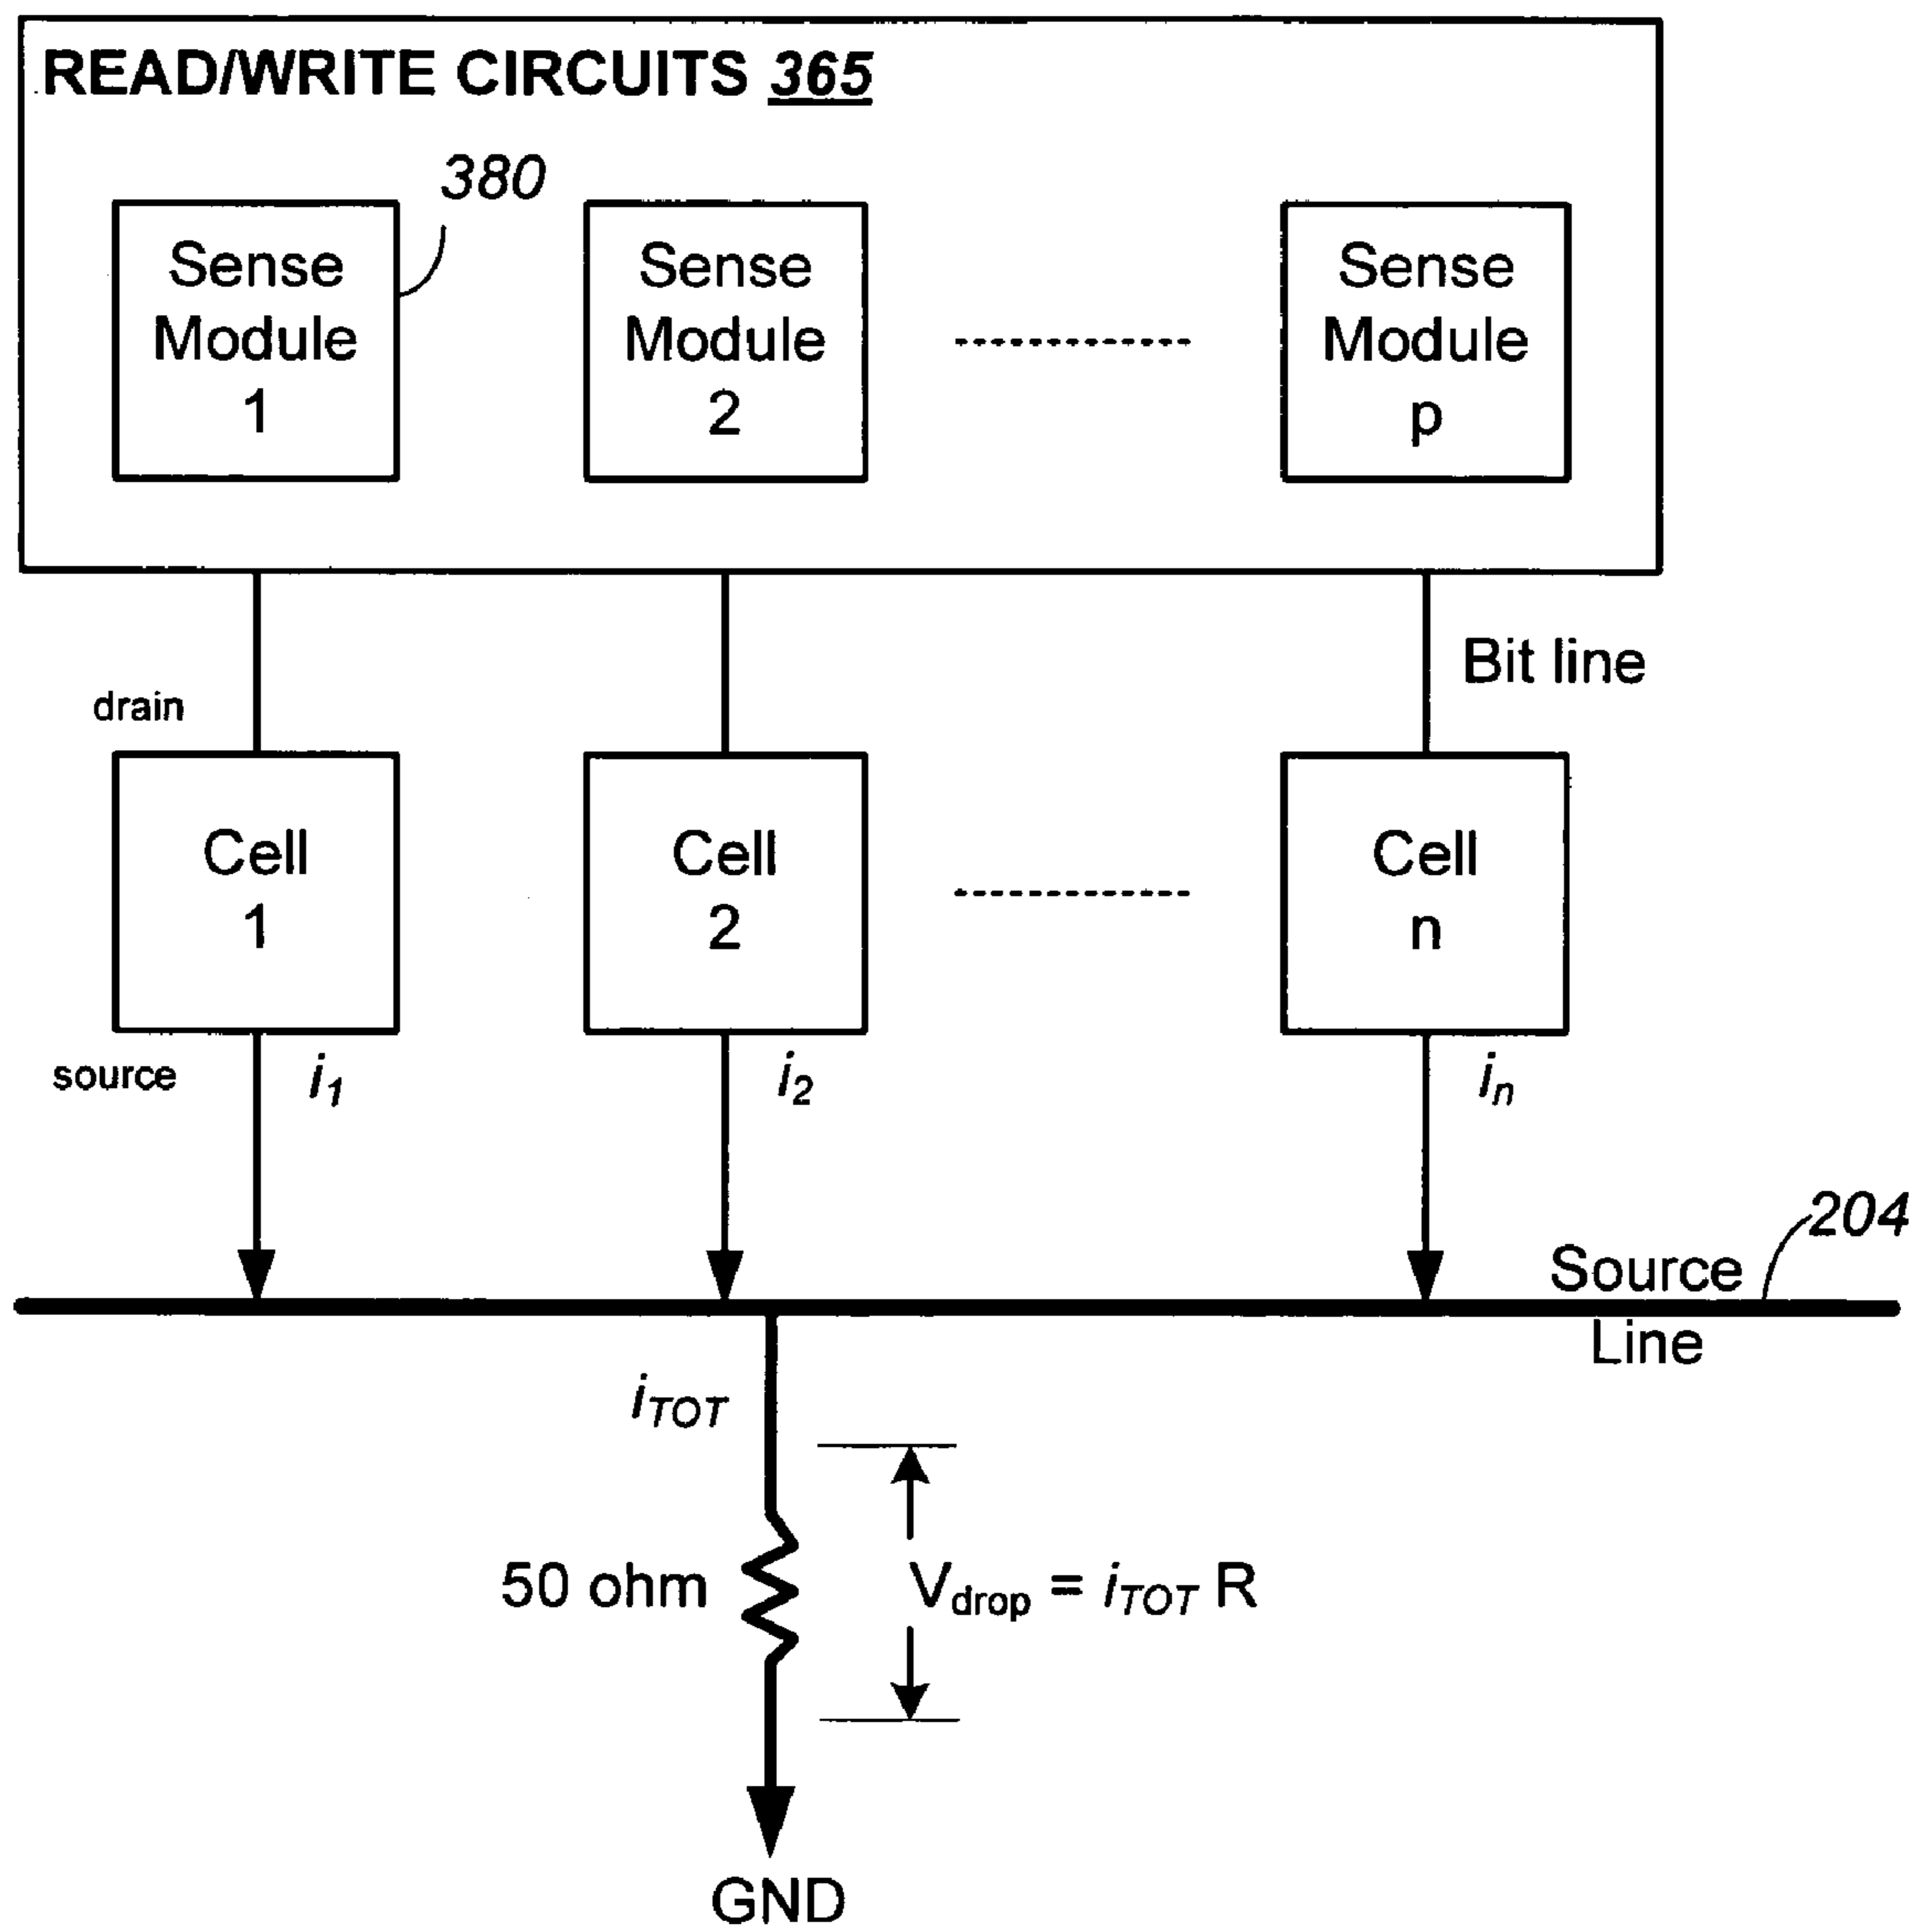 READ/WRITE CIRCUITS 365
380
Sense
Module
1
Sense
Module
2
Sense
Module
p
Bit line
drain
Cell
1
Cell
2
Cell
n
source
i1
i2
in
204
Source
Line
iTOT
50 ohm
Vdrop = iTOT R
GND